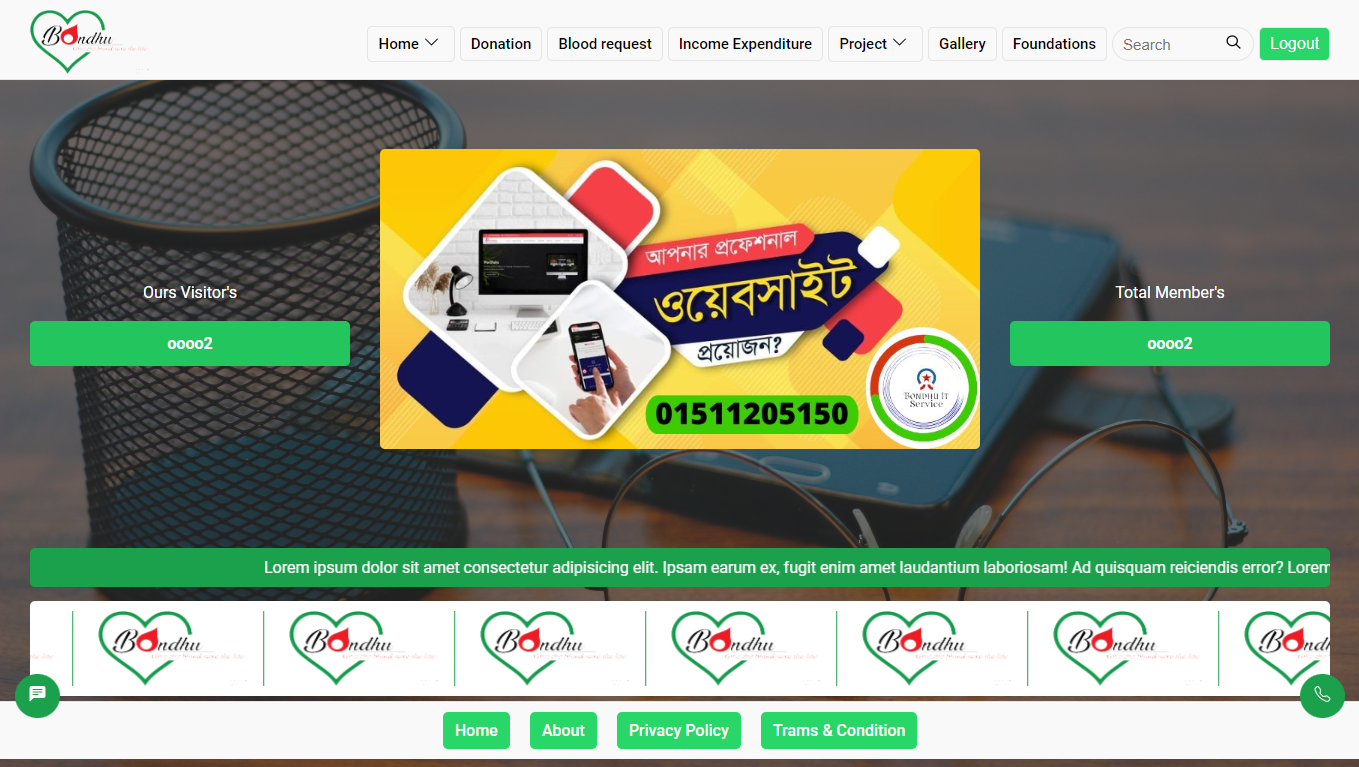 Bondhu
Home
Donation
Blood request
Income Expenditure
Project
Gallery
Foundations
Search
Logout
আপনার প্রফেশনাল
ওয়েবসাইট
প্রয়োজন?
01511205150
BONDHU IT
Service
Ours Visitor's
oooo2
Total Member's
oooo2
Lorem ipsum dolor sit amet consectetur adipisicing elit. Ipsam earum ex, fugit enim amet laudantium laboriosam! Ad quisquam reiciendis error? Lorem
Bondhu
Bondhu
Bondhu
Bondhu
Bondhu
Bondhu
Home
About
Privacy Policy
Trams & Condition